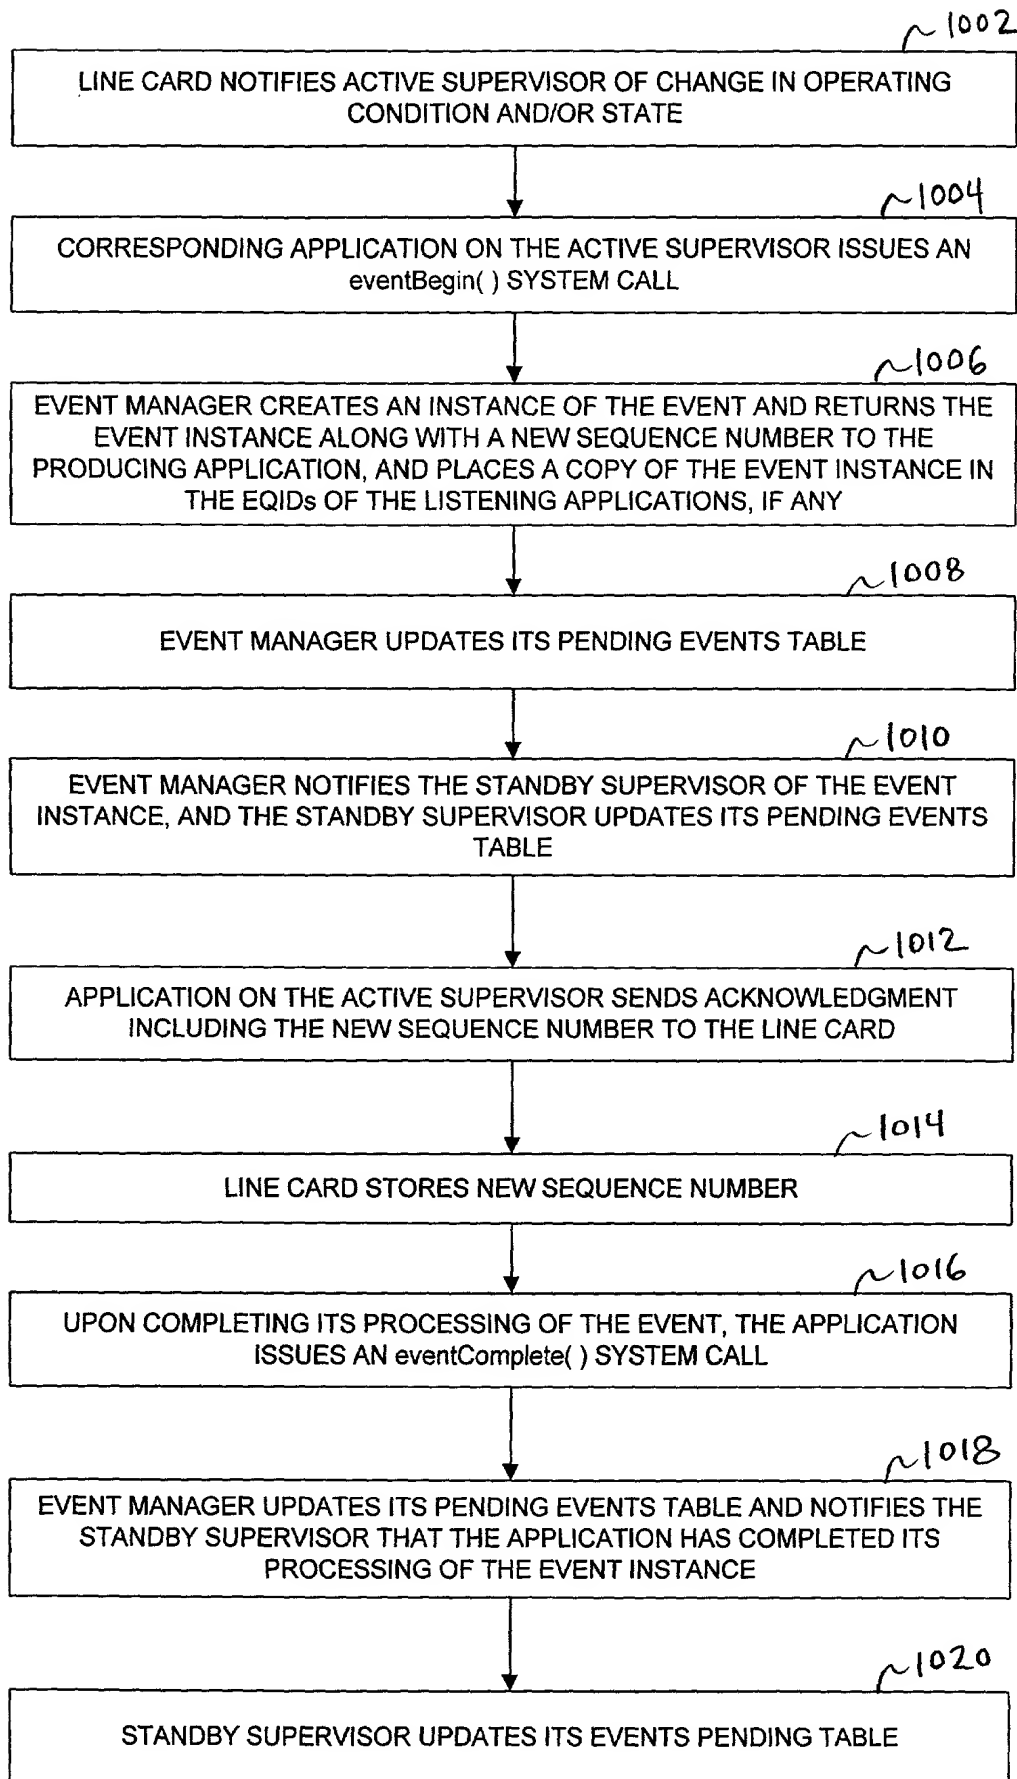 ~1002
LINE CARD NOTIFIES ACTIVE SUPERVISOR OF CHANGE IN OPERATING
CONDITION AND/OR STATE
~1004
CORRESPONDING APPLICATION ON THE ACTIVE SUPERVISOR ISSUES AN
eventBegin( ) SYSTEM CALL
~1006
EVENT MANAGER CREATES AN INSTANCE OF THE EVENT AND RETURNS THE
EVENT INSTANCE ALONG WITH A NEW SEQUENCE NUMBER TO THE
PRODUCING APPLICATION, AND PLACES A COPY OF THE EVENT INSTANCE IN
THE EQIDs OF THE LISTENING APPLICATIONS, IF ANY
~1008
EVENT MANAGER UPDATES ITS PENDING EVENTS TABLE
~1010
EVENT MANAGER NOTIFIES THE STANDBY SUPERVISOR OF THE EVENT
INSTANCE, AND THE STANDBY SUPERVISOR UPDATES ITS PENDING EVENTS
TABLE
~1012
APPLICATION ON THE ACTIVE SUPERVISOR SENDS ACKNOWLEDGMENT
INCLUDING THE NEW SEQUENCE NUMBER TO THE LINE CARD
~1014
LINE CARD STORES NEW SEQUENCE NUMBER
~1016
UPON COMPLETING ITS PROCESSING OF THE EVENT, THE APPLICATION
ISSUES AN eventComplete( ) SYSTEM CALL
~1018
EVENT MANAGER UPDATES ITS PENDING EVENTS TABLE AND NOTIFIES THE
STANDBY SUPERVISOR THAT THE APPLICATION HAS COMPLETED ITS
PROCESSING OF THE EVENT INSTANCE
~1020
STANDBY SUPERVISOR UPDATES ITS EVENTS PENDING TABLE